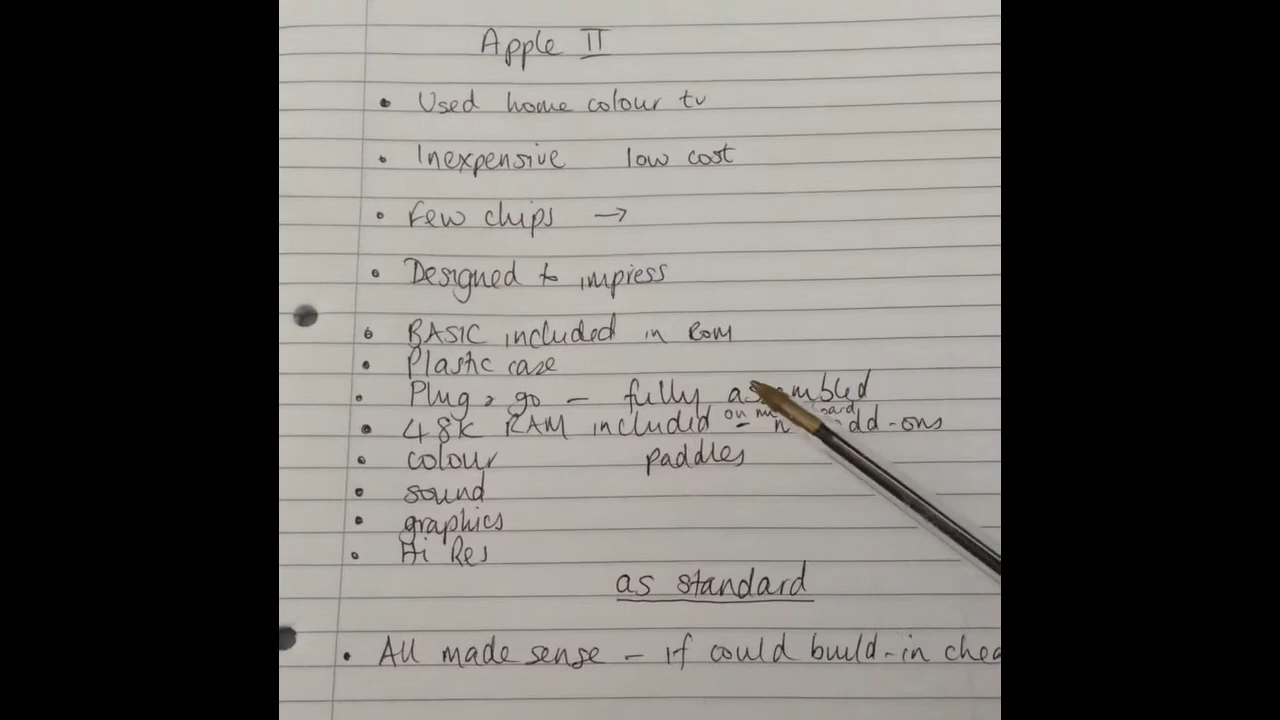 Apple II
• Used home colour tv
• Inexpensive low cost
• Few chips →
• Designed to impress
• BASIC included in ROM
• Plastic case
• Plug, go - fully assembled
• 48K RAM included on - add-ons
• colour paddles
• sound
• graphics
• Hi Res
as standard
• All made sense - if could build-in